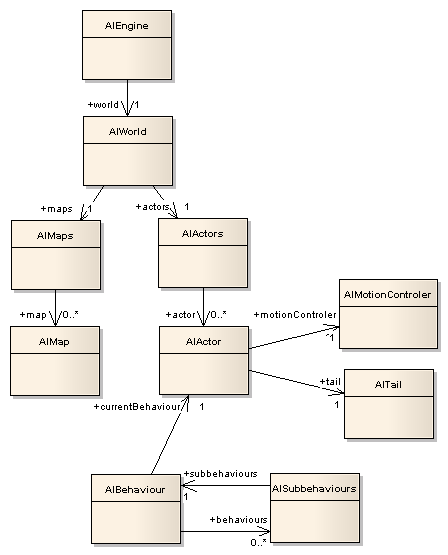 AIEngine
+world 1
AIWorld
+maps 1
+actors 1
AIMaps
AIActors
+map 0..*
+actor 0..*
+motionControler
AIMotionControler
1
AIMap
AIActor
+tail
AITail
1
+currentBehaviour 1
+subbehaviours
AIBehaviour
1
AISubbehaviours
+behaviours
0..*